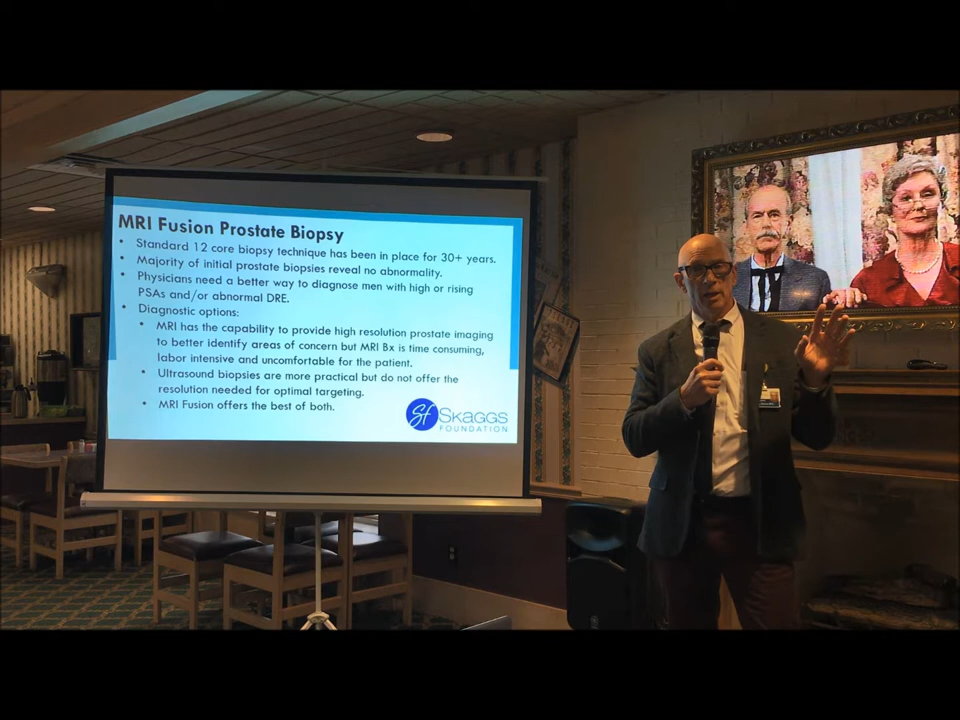 MRI Fusion Prostate Biopsy
• Standard 12 core biopsy technique has been in place for 30+ years.
• Majority of initial prostate biopsies reveal no abnormality.
• Physicians need a better way to diagnose men with high or rising
PSAs and/or abnormal DRE.
• Diagnostic options:
• MRI has the capability to provide high resolution prostate imaging
to better identify areas of concern but MRI Bx is time consuming,
labor intensive and uncomfortable for the patient.
• Ultrasound biopsies are more practical but do not offer the
resolution needed for optimal targeting.
• MRI Fusion offers the best of both.
Sf Skaggs
FOUNDATION